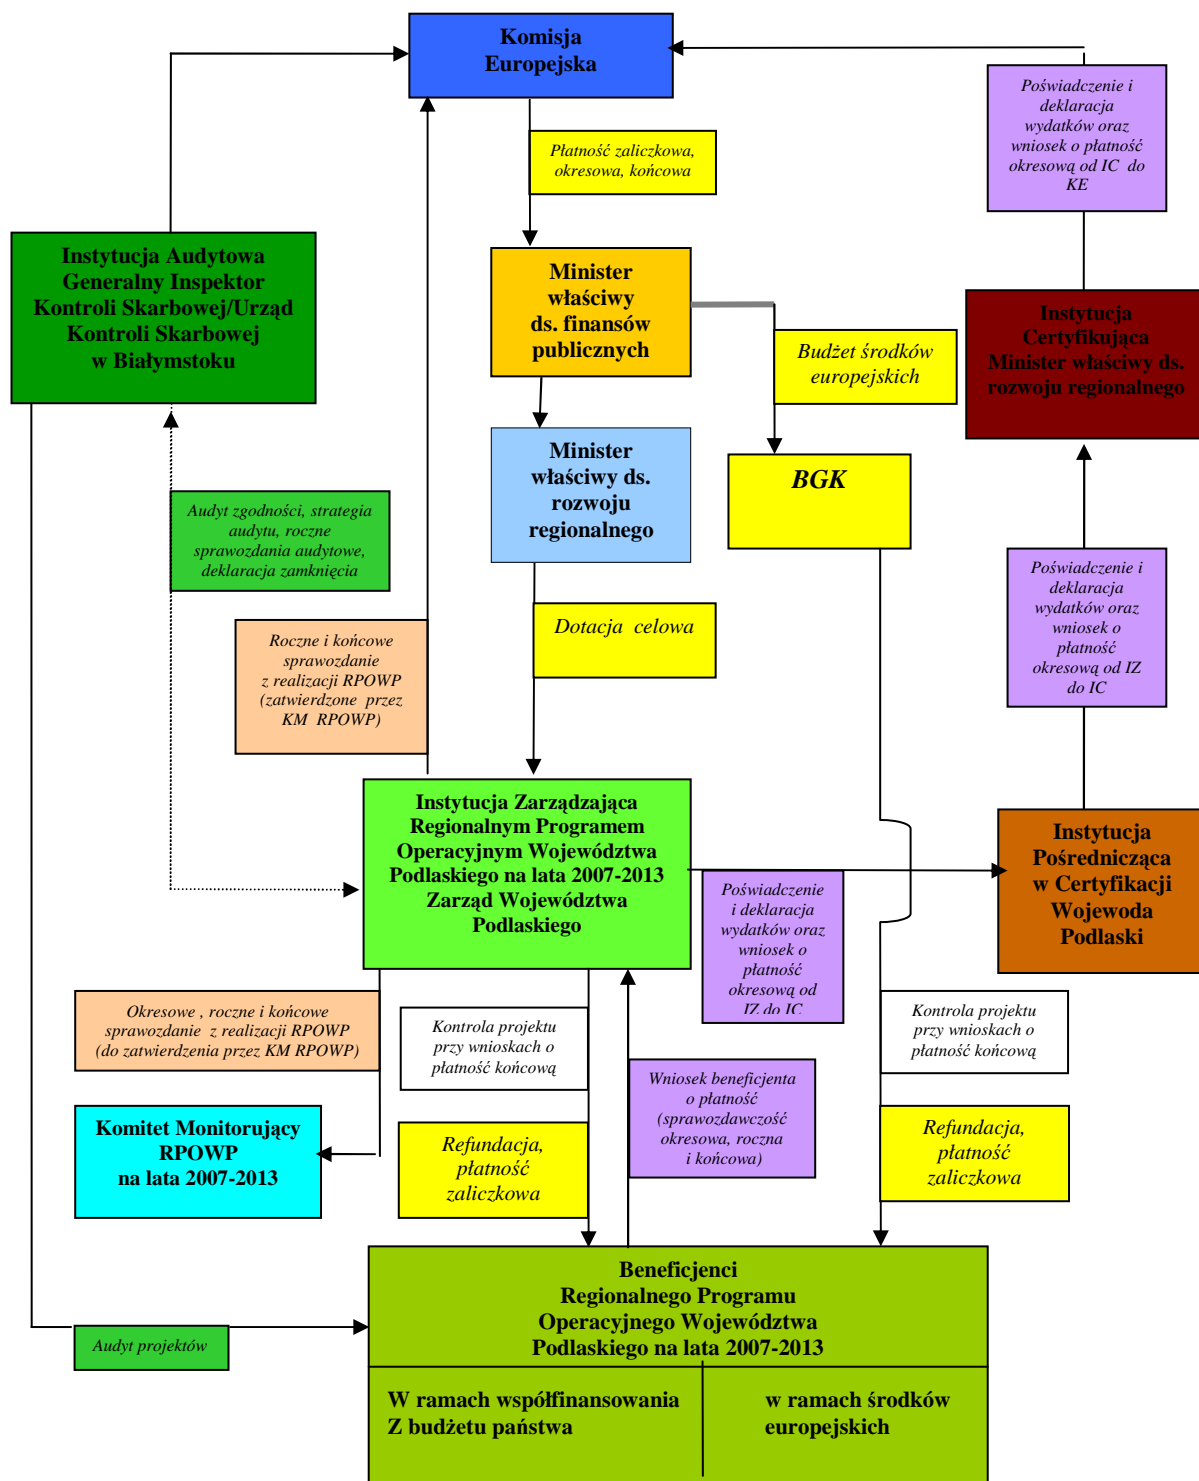 Komisja
Europejska
Poświadczenie i
deklaracja
wydatków oraz
wniosek o płatność
okresową od IC do
KE
Płatność zaliczkowa,
okresowa, końcowa
Instytucja Audytowa
Generalny Inspektor
Kontroli Skarbowej/Urząd
Kontroli Skarbowej
w Białymstoku
Minister
właściwy
ds. finansów
publicznych
Budżet środków
europejskich
Instytucja
Certyfikująca
Minister właściwy ds.
rozwoju regionalnego
Minister
właściwy ds.
rozwoju
regionalnego
BGK
Audyt zgodności, strategia
audytu, roczne
sprawozdania audytowe,
deklaracja zamknięcia
Poświadczenie i
deklaracja
wydatków oraz
wniosek o
płatność
okresową od IZ
do IC
Roczne i końcowe
sprawozdanie
z realizacji RPOWP
(zatwierdzone przez
KM RPOWP)
Dotacja celowa
Instytucja Zarządzająca
Regionalnym Programem
Operacyjnym Województwa
Podlaskiego na lata 2007-2013
Zarząd Województwa
Podlaskiego
Instytucja
Pośrednicząca
w Certyfikacji
Wojewoda
Podlaski
Poświadczenie
i deklaracja
wydatków oraz
wniosek o
płatność
okresową od
IZ do IC
Okresowe , roczne i końcowe
sprawozdanie z realizacji RPOWP
(do zatwierdzenia przez KM RPOWP)
Kontrola projektu
przy wnioskach o
płatność końcową
Kontrola projektu
przy wnioskach o
płatność końcową
Wniosek beneficjenta
o płatność
(sprawozdawczość
okresowa, roczna
i końcowa)
Komitet Monitorujący
RPOWP
na lata 2007-2013
Refundacja,
płatność
zaliczkowa
Refundacja,
płatność
zaliczkowa
Audyt projektów
Beneficjenci
Regionalnego Programu
Operacyjnego Województwa
Podlaskiego na lata 2007-2013
W ramach współfinansowania
Z budżetu państwa
w ramach środków
europejskich